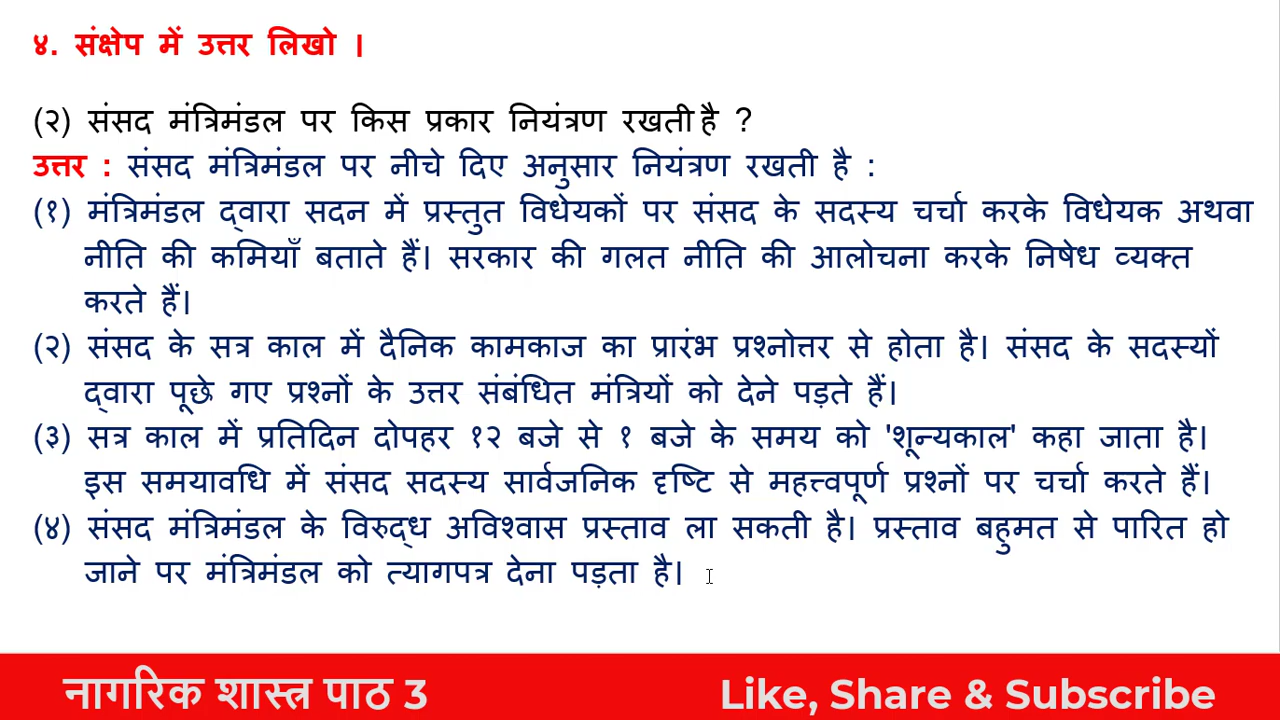 ४. संक्षेप में उत्तर लिखो ।
(२) संसद मंत्रिमंडल पर किस प्रकार नियंत्रण रखती है ?
उत्तर : संसद मंत्रिमंडल पर नीचे दिए अनुसार नियंत्रण रखती है :
(१) मंत्रिमंडल द्वारा सदन में प्रस्तुत विधेयकों पर संसद के सदस्य चर्चा करके विधेयक अथवा
नीति की कमियाँ बताते हैं। सरकार की गलत नीति की आलोचना करके निषेध व्यक्त
करते हैं।
(२) संसद के सत्र काल में दैनिक कामकाज का प्रारंभ प्रश्नोत्तर से होता है। संसद के सदस्यों
द्वारा पूछे गए प्रश्नों के उत्तर संबंधित मंत्रियों को देने पड़ते हैं।
(३) सत्र काल में प्रतिदिन दोपहर १२ बजे से १ बजे के समय को 'शून्यकाल' कहा जाता है।
इस समयावधि में संसद सदस्य सार्वजनिक दृष्टि से महत्त्वपूर्ण प्रश्नों पर चर्चा करते हैं।
(४) संसद मंत्रिमंडल के विरुद्ध अविश्वास प्रस्ताव ला सकती है। प्रस्ताव बहुमत से पारित हो
जाने पर मंत्रिमंडल को त्यागपत्र देना पड़ता है।
नागरिक शास्त्र पाठ 3
Like, Share & Subscribe